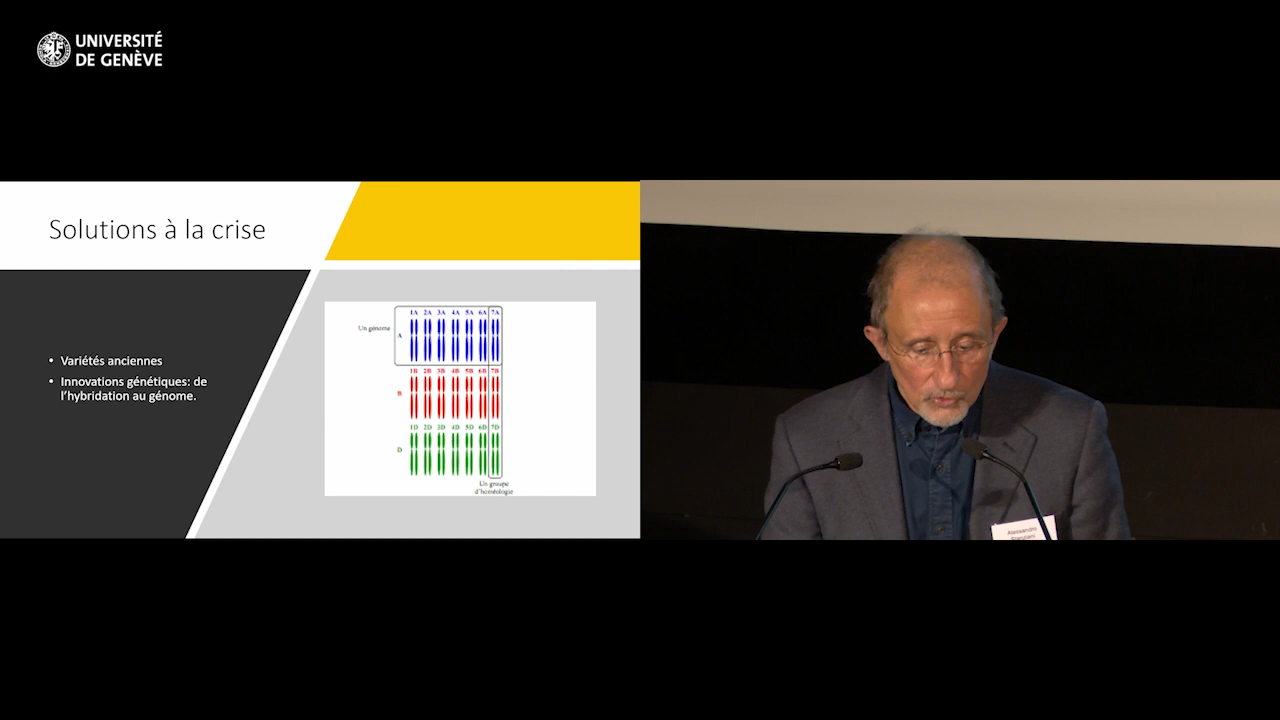 UNIVERSITÉ
DE GENÈVE
Solutions à la crise
• Variétés anciennes
• Innovations génétiques: de
l'hybridation au génome.
1A 2A 3A 4A 5A 6A 7A
Un génome
A
1B 2B 3B 4B 5B 6B 7B
B
1D 2D 3D 4D 5D 6D 7D
D
Un groupe
d'homéologie
Alessandro